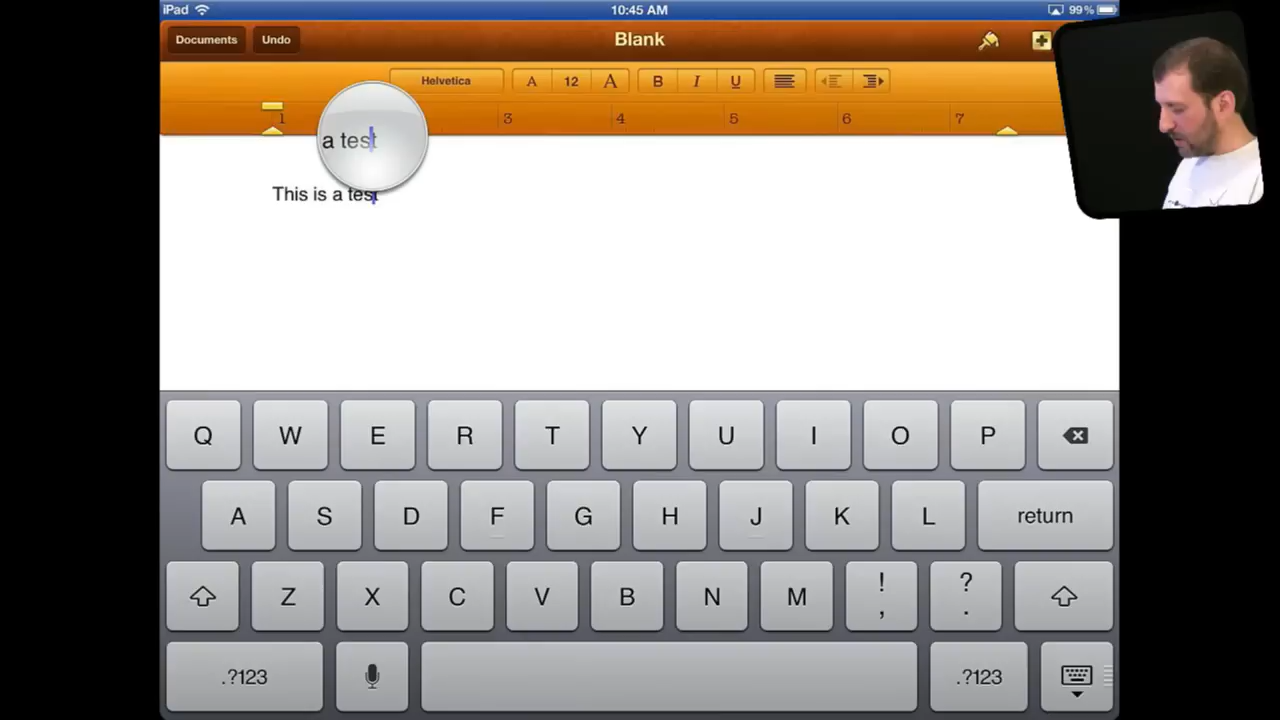 iPad 10:45 AM 99%
Documents Undo Blank
Helvetica A 12 A B I U
1 3 4 5 6 7
a test
This is a test
Q W E R T Y U I O P
A S D F G H J K L return
Z X C V B N M ! , ? .
.?123 .?123